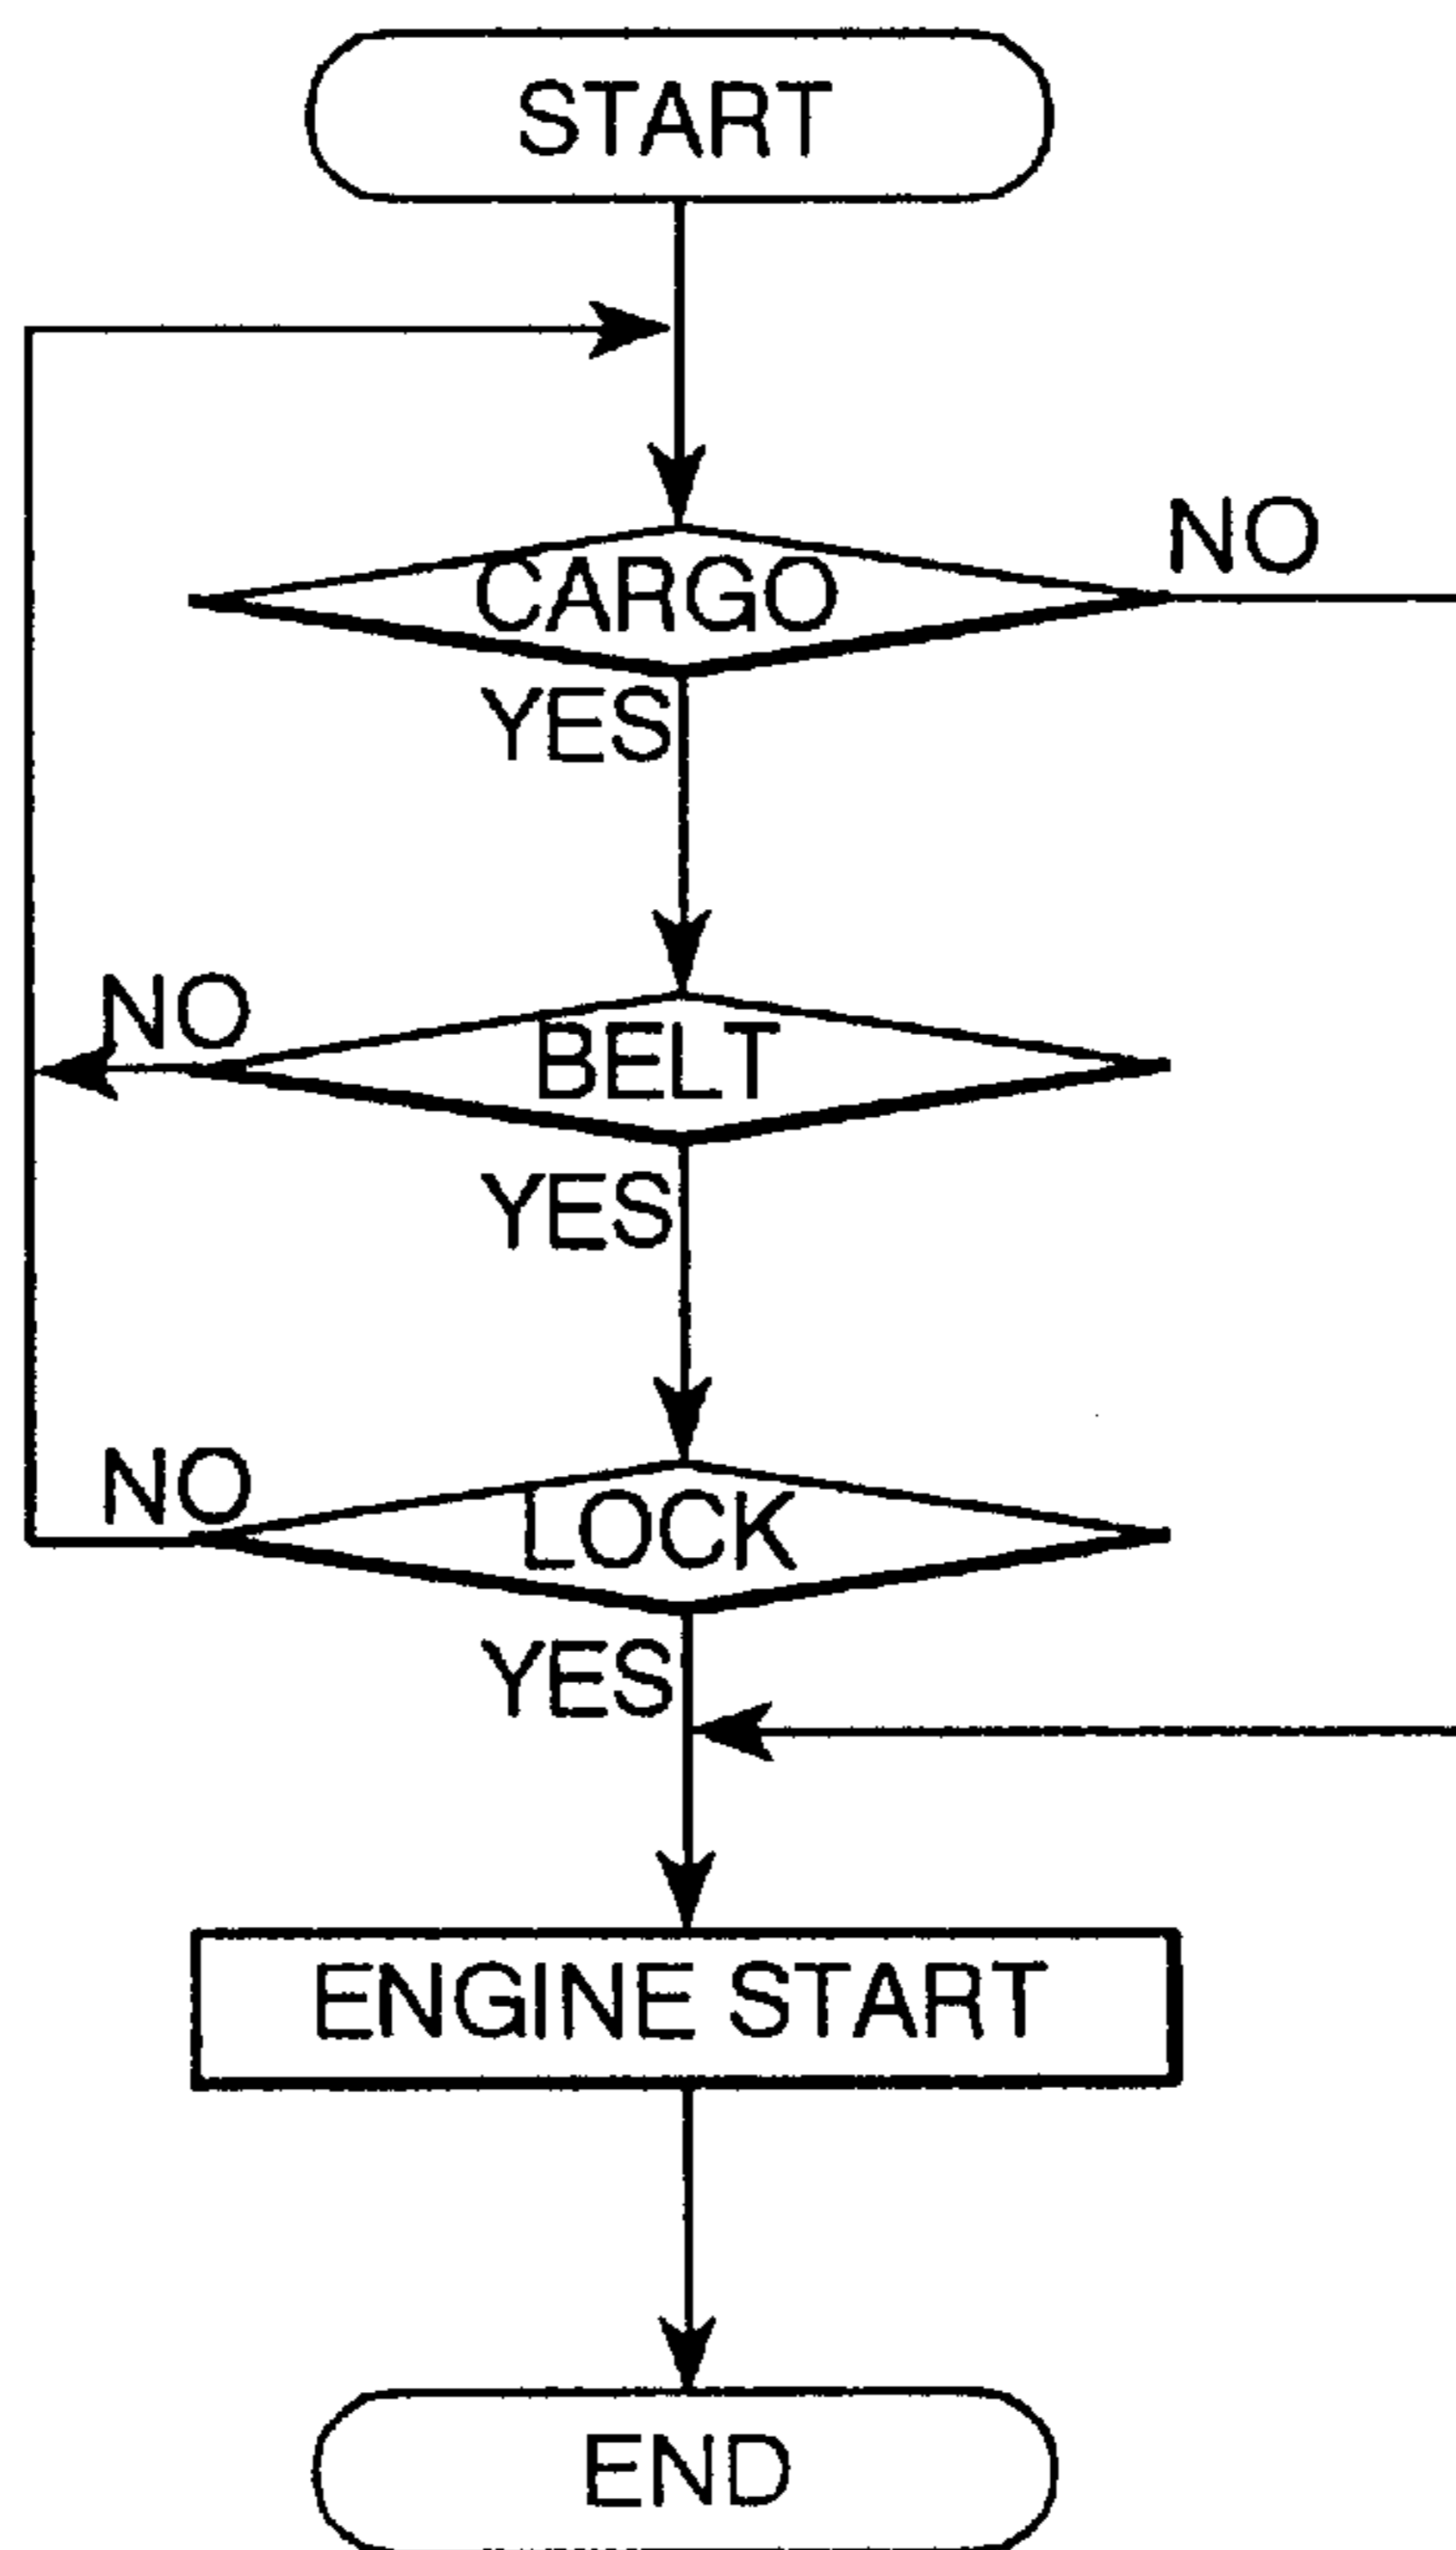 START
CARGO
NO
YES
NO
BELT
YES
NO
LOCK
YES
ENGINE START
END